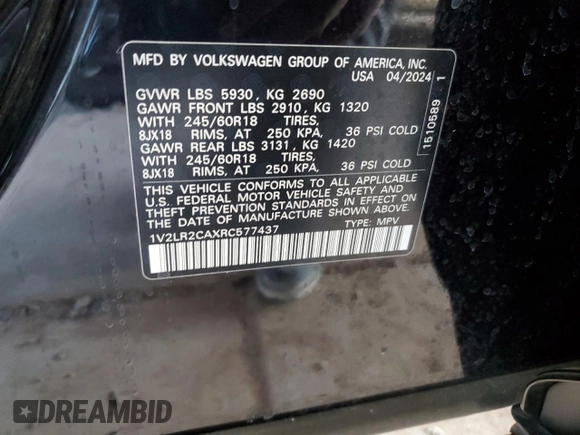 MFD BY VOLKSWAGEN GROUP OF AMERICA, INC.
USA 04/2024
GVWR LBS 5930, KG 2690
GAWR FRONT LBS 2910, KG 1320
WITH 245/60R18 TIRES,
8JX18 RIMS, AT 250 KPA, 36 PSI COLD
GAWR REAR LBS 3131, KG 1420
WITH 245/60R18 TIRES,
8JX18 RIMS, AT 250 KPA, 36 PSI COLD
THIS VEHICLE CONFORMS TO ALL APPLICABLE
U.S. FEDERAL MOTOR VEHICLE SAFETY AND
THEFT PREVENTION STANDARDS IN EFFECT ON
THE DATE OF MANUFACTURE SHOWN ABOVE.
1V2LR2CAXRC577437 TYPE: MPV
1510589 1
DREAMBID